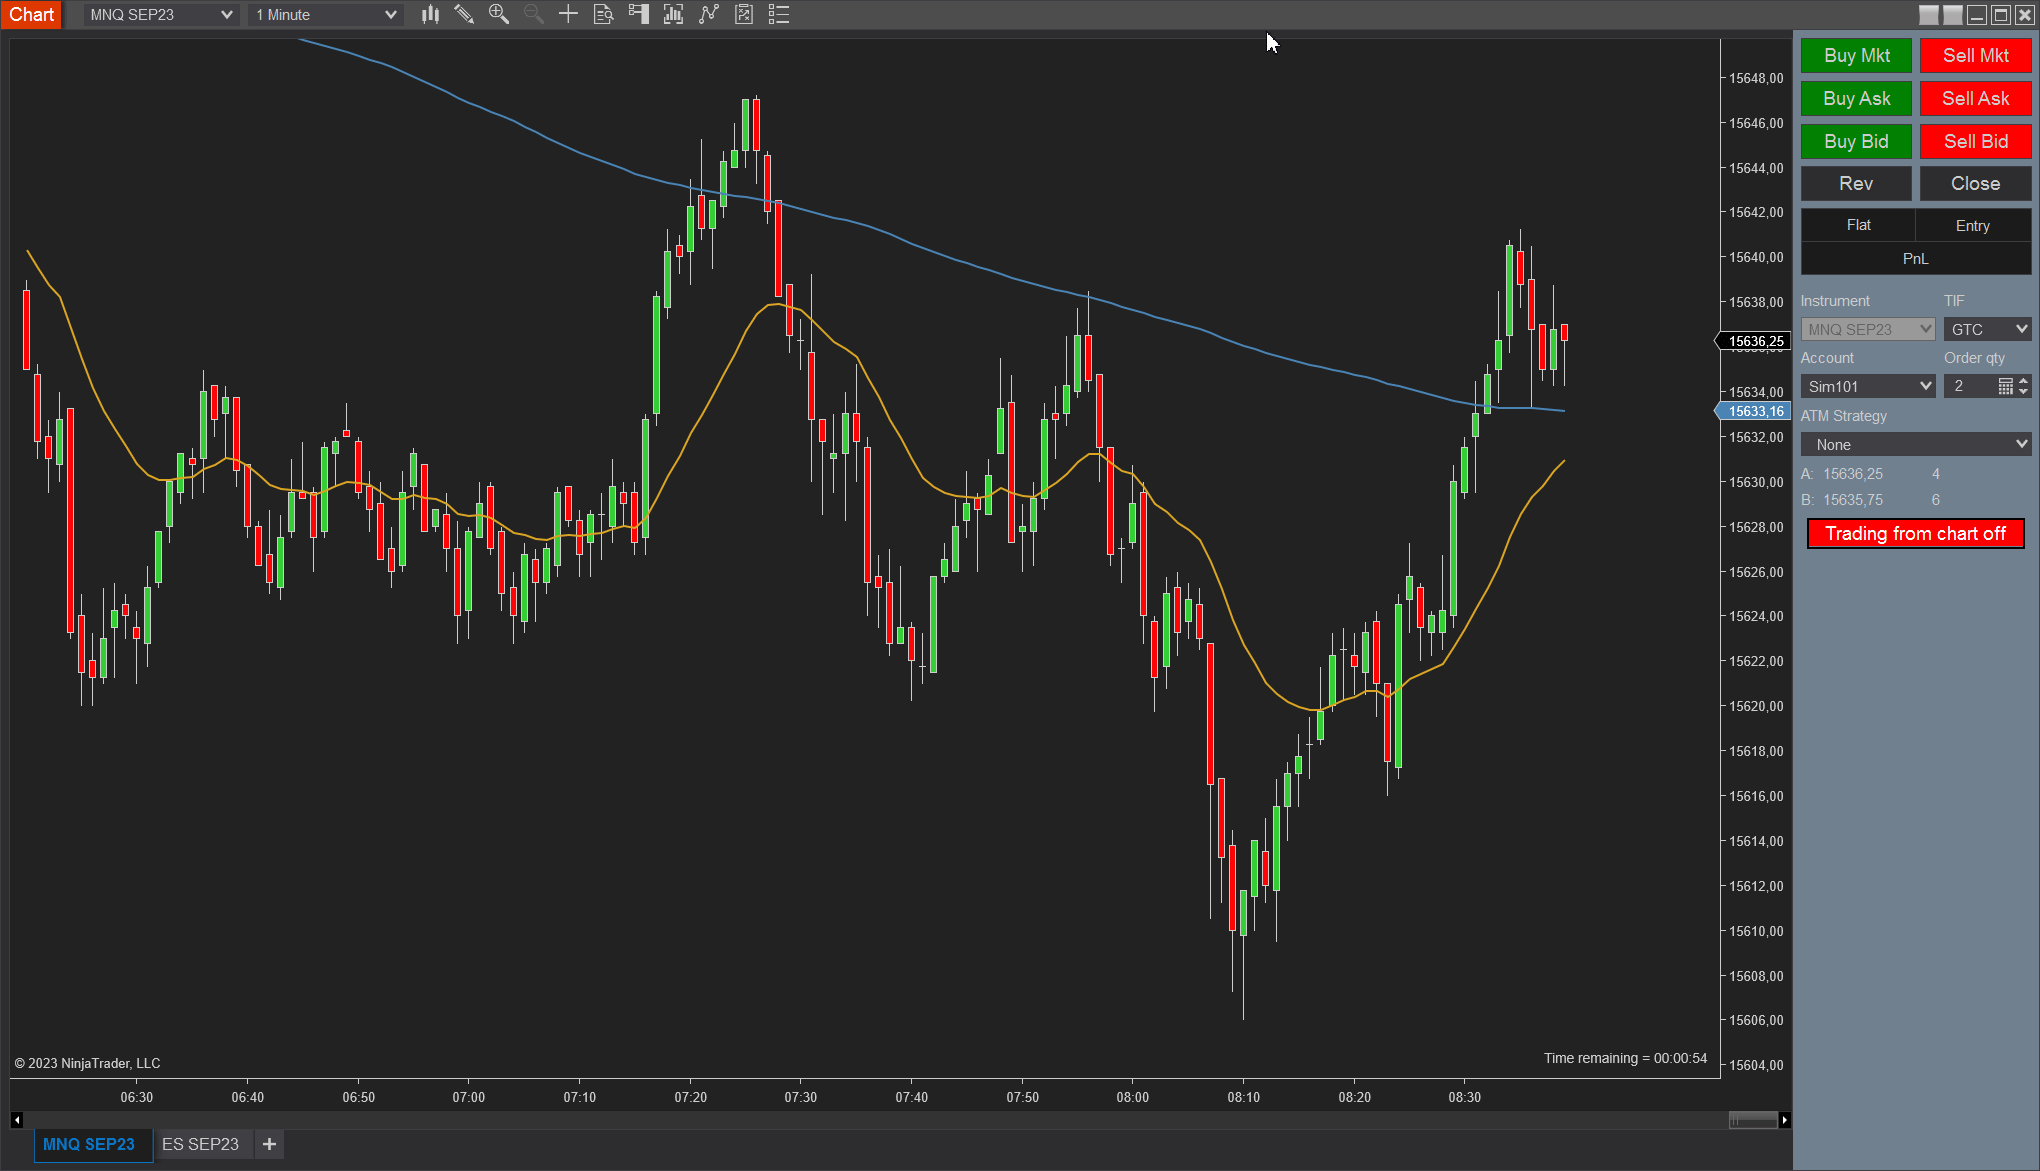 Chart MNQ SEP23 1 Minute
Buy Mkt Sell Mkt
Buy Ask Sell Ask
Buy Bid Sell Bid
Rev Close
Flat Entry
PnL
Instrument TIF
MNQ SEP23 GTC
Account Order qty
Sim101 2
ATM Strategy
None
A: 15636,25 4
B: 15635,75 6
Trading from chart off
15648,00
15646,00
15644,00
15642,00
15640,00
15638,00
15636,25
15634,00
15633,16
15632,00
15630,00
15628,00
15626,00
15624,00
15622,00
15620,00
15618,00
15616,00
15614,00
15612,00
15610,00
15608,00
15606,00
15604,00
© 2023 NinjaTrader, LLC
Time remaining = 00:00:54
06:30 06:40 06:50 07:00 07:10 07:20 07:30 07:40 07:50 08:00 08:10 08:20 08:30
MNQ SEP23 ES SEP23 +